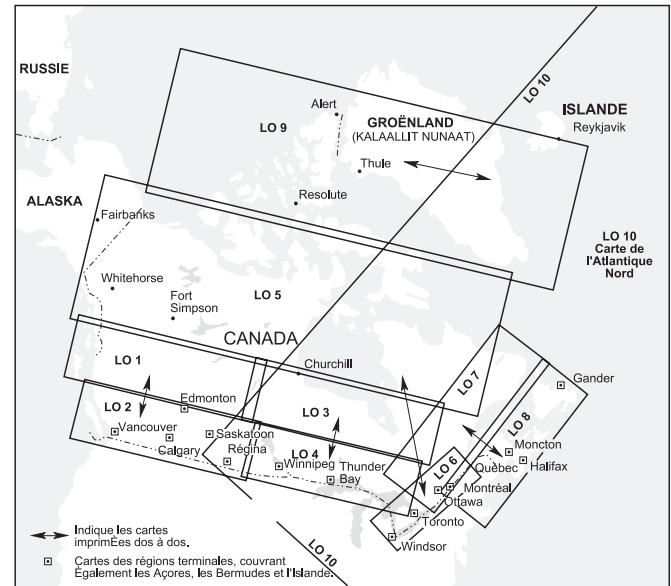 RUSSIE
LO 10
Alert
GROËNLAND
(KALAALLIT NUNAAT)
ISLANDE
Reykjavik
LO 9
Thule
Resolute
ALASKA
Fairbanks
LO 10
Carte de
l'Atlantique
Nord
Whitehorse
Fort
Simpson
LO 5
CANADA
LO 1
Churchill
LO 7
Gander
LO 2
Edmonton
LO 3
LO 8
Vancouver
Saskatoon
Calgary
Régina
LO 4
Winnipeg
Thunder
Bay
LO 6
Moncton
Québec
Halifax
Montréal
Ottawa
Toronto
Windsor
LO 10
Indique les cartes
imprimÈes dos à dos.
Cartes des régions terminales, couvrant
Également les Açores, les Bermudes et l'Islande.